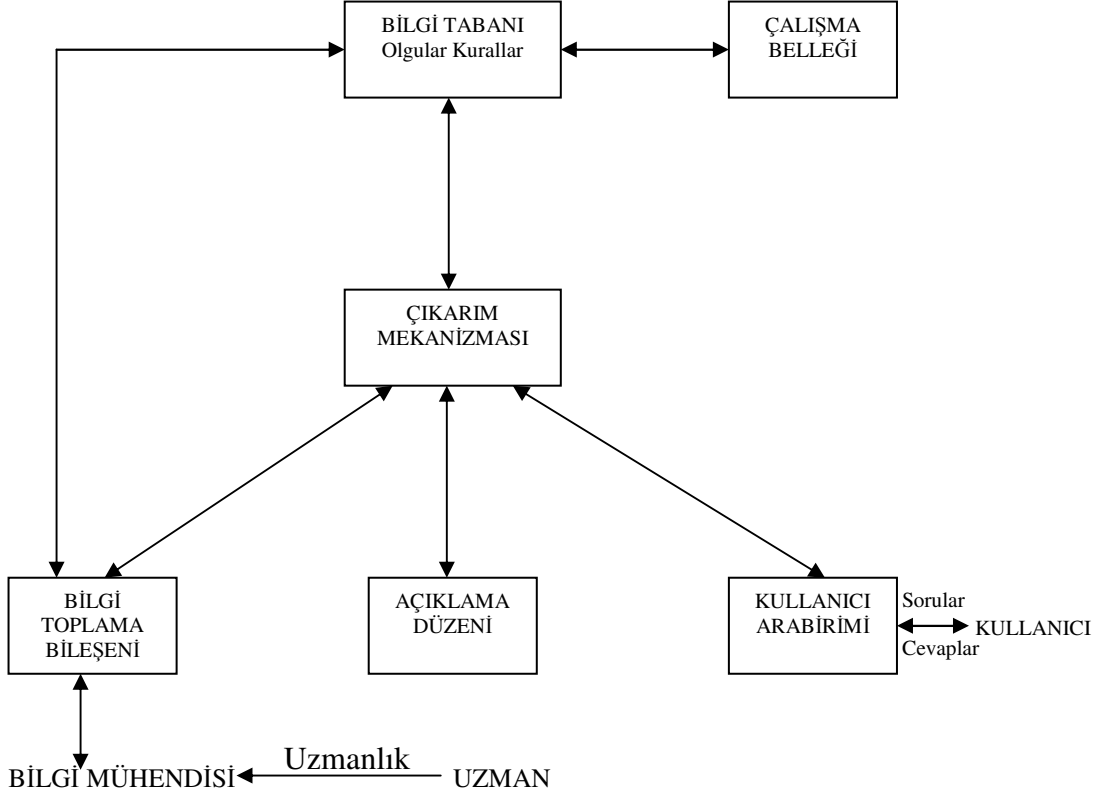 BİLGİ TABANI
Olgular Kurallar
ÇALIŞMA
BELLEĞİ
ÇIKARIM
MEKANİZMASI
BİLGİ
TOPLAMA
BİLEŞENİ
AÇIKLAMA
DÜZENİ
KULLANICI
ARABİRİMİ
Sorular
KULLANICI
Cevaplar
BİLGİ MÜHENDİSİ
Uzmanlık
UZMAN